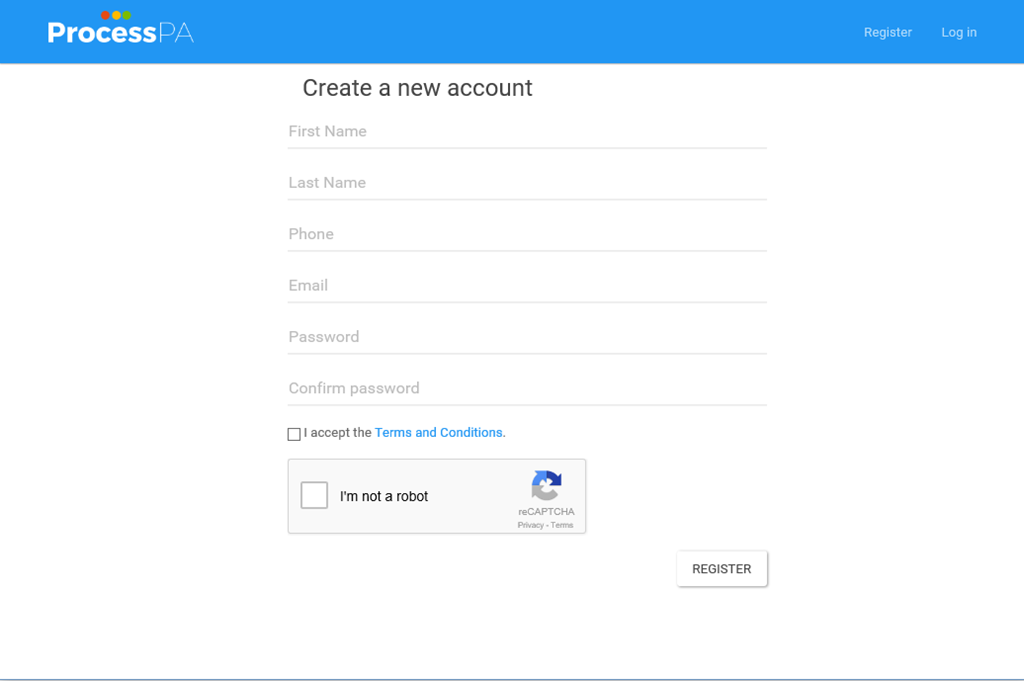 ProcessPA
Register Log in
Create a new account
First Name
Last Name
Phone
Email
Password
Confirm password
I accept the Terms and Conditions.
I'm not a robot
reCAPTCHA
Privacy - Terms
REGISTER